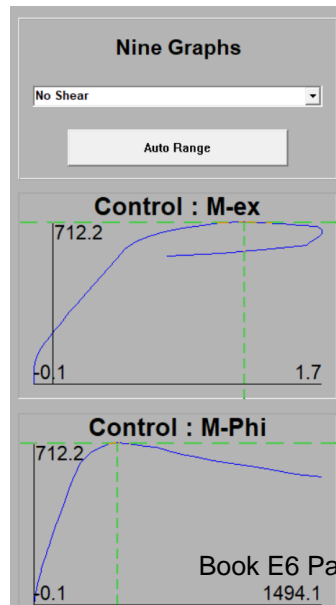 Nine Graphs
No Shear
Auto Range
Control : M-ex
712.2
-0.1 1.7
Control : M-Phi
712.2
Book E6 Pa
-0.1 1494.1